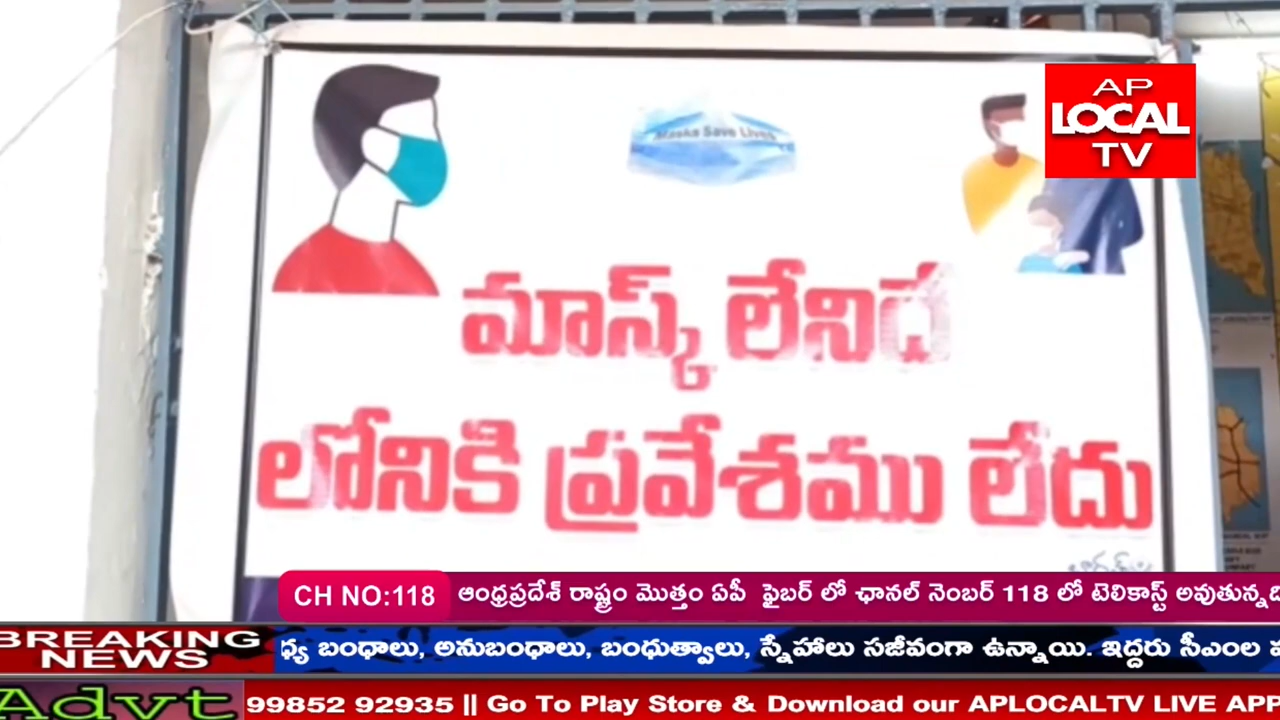 AP
LOCAL
TV
Masks Save Lives
మాస్క్ లేనిదే
లోనికి ప్రవేశము లేదు
CH NO:118
ఆంధ్రప్రదేశ్ రాష్ట్రం మొత్తం ఏపీ ఫైబర్ లో ఛానల్ నెంబర్ 118 లో టెలికాస్ట్ అవుతున్నది
BREAKING
NEWS
ధ్య బంధాలు, అనుబంధాలు, బంధుత్వాలు, స్నేహాలు సజీవంగా ఉన్నాయి. ఇద్దరు సీఎంల
Advt
99852 92935 || Go To Play Store & Download our APLOCALTV LIVE APP